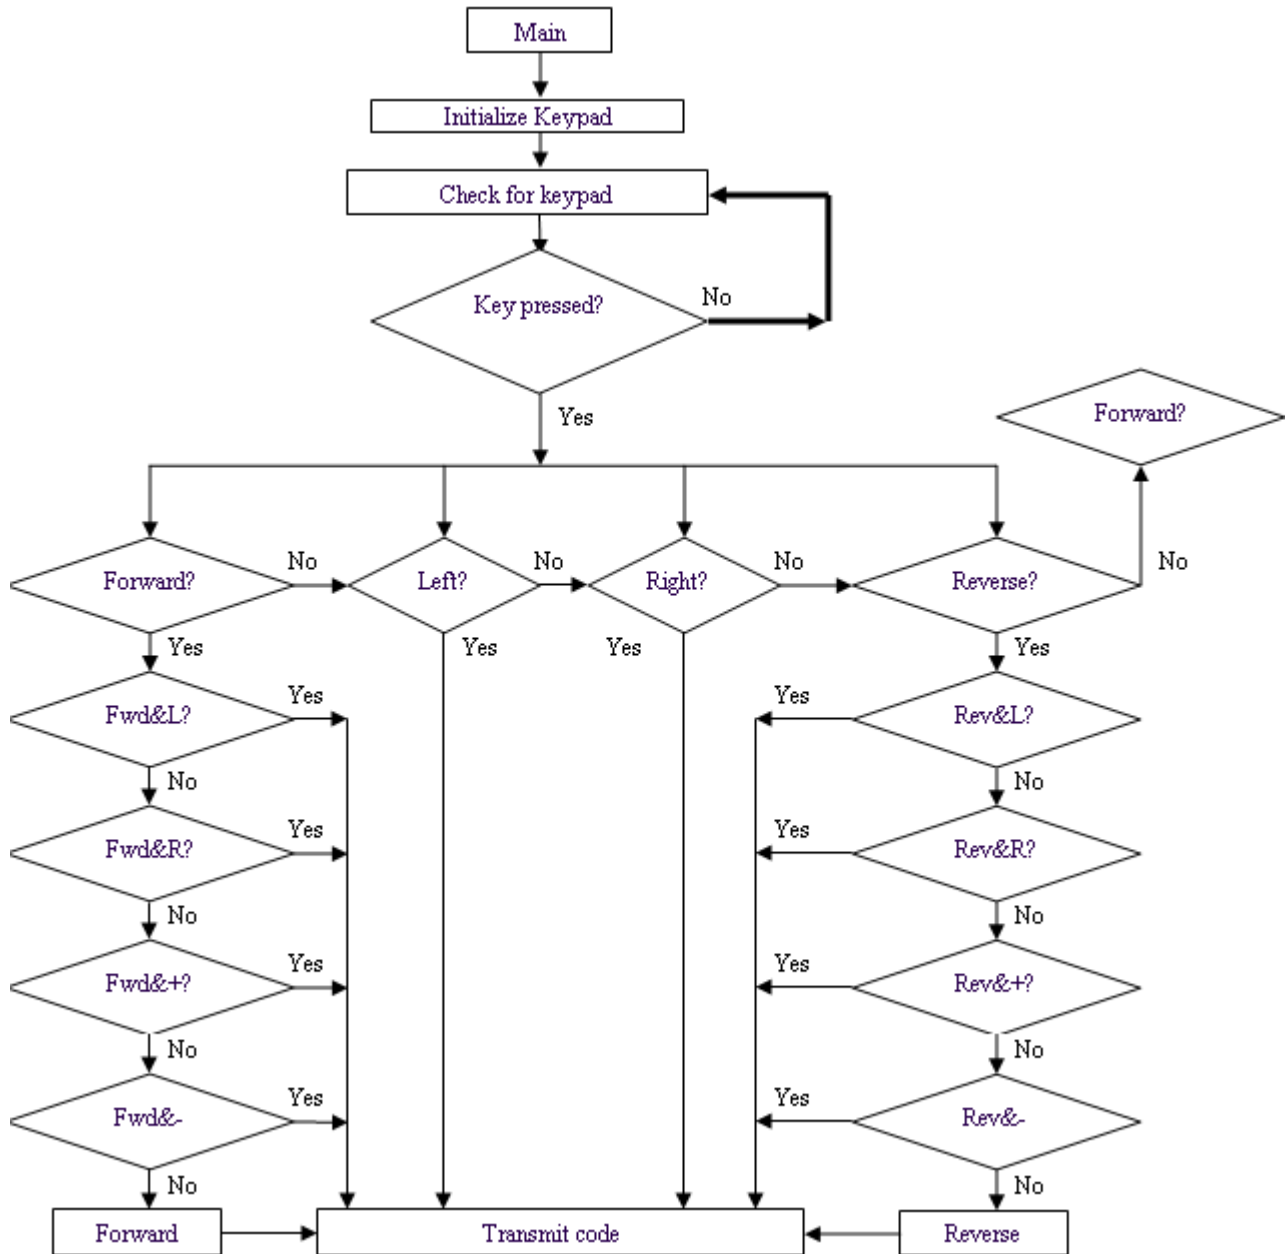 Main
Initialize Keypad
Check for keypad
Key pressed?
No
Yes
Forward?
Forward?
No
Left?
No
Right?
No
Reverse?
No
Yes
Yes
Yes
Yes
Fwd&L?
Yes
Yes
Rev&L?
No
No
Fwd&R?
Yes
Yes
Rev&R?
No
No
Fwd&+?
Yes
Yes
Rev&+?
No
No
Fwd&-
Yes
Yes
Rev&-
No
No
Forward
Transmit code
Reverse